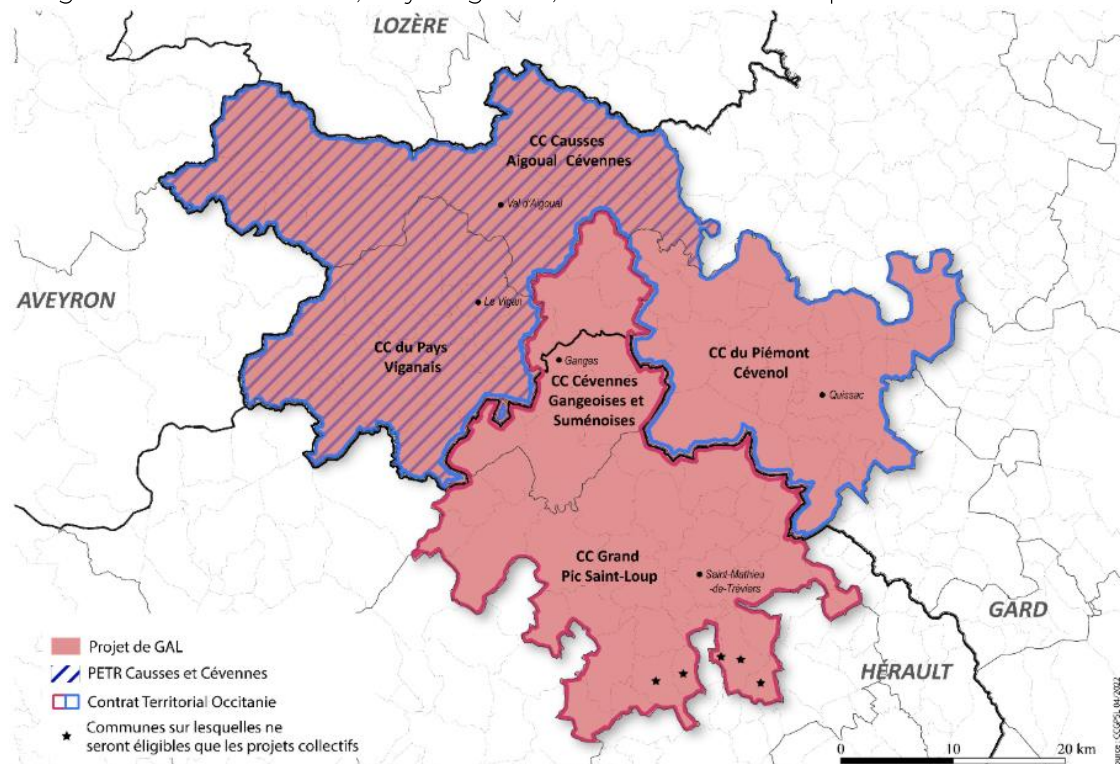 LOZÈRE
CC Causses
Aigoual Cévennes
Val d'Aigoual
AVEYRON
Le Vigan
CC du Pays
Viganais
Ganges
CC Cévennes
Gangeoises et
Suménoises
CC du Piémont
Cévenol
Quissac
CC Grand
Pic Saint-Loup
Saint-Mathieu
-de-Tréviers
GARD
HÉRAULT
Projet de GAL
PETR Causses et Cévennes
Contrat Territorial Occitanie
Communes sur lesquelles ne
seront éligibles que les projets collectifs
0 10 20 km